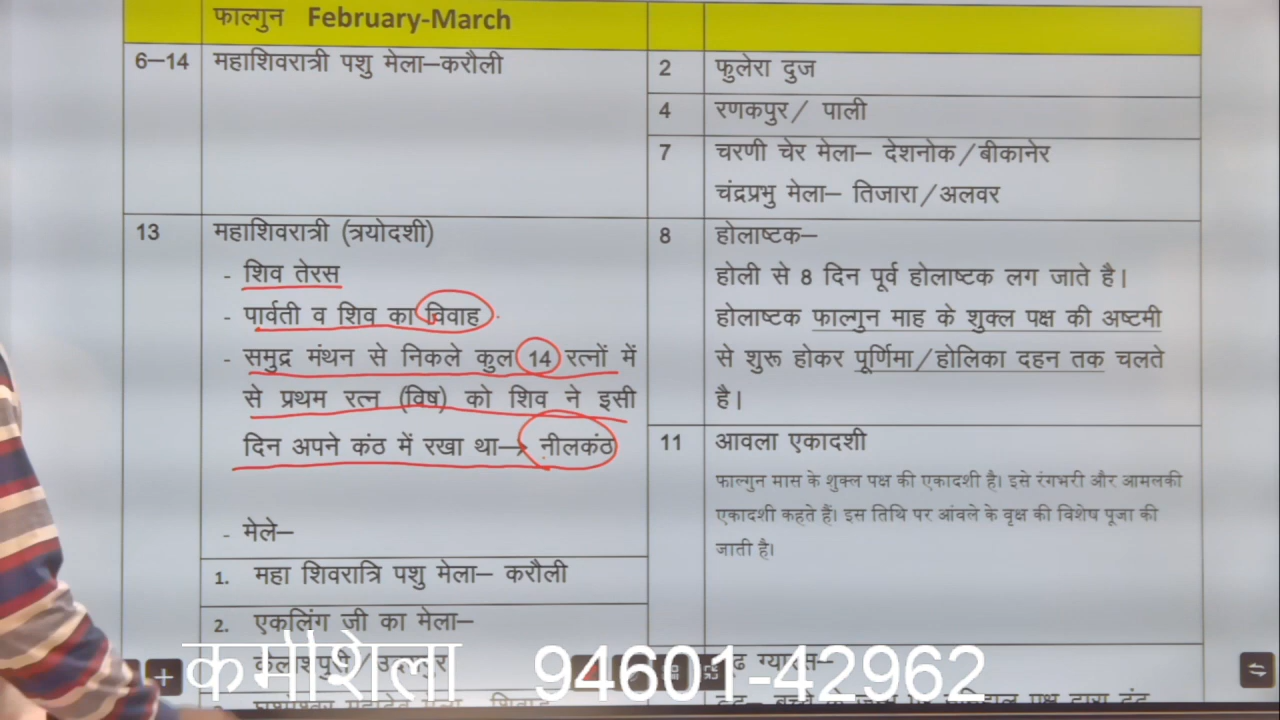 फाल्गुन February-March
6–14 महाशिवरात्री पशु मेला–करौली
2 फुलेरा दुज
4 रणकपुर/ पाली
7 चरणी चेर मेला– देशनोक/बीकानेर
चंद्रप्रभु मेला– तिजारा/अलवर
13 महाशिवरात्री (त्रयोदशी)
- शिव तेरस
- पार्वती व शिव का विवाह
- समुद्र मंथन से निकले कुल 14 रत्नों में
से प्रथम रत्न (विष) को शिव ने इसी
दिन अपने कंठ में रखा था→ नीलकंठ
- मेले–
1. महा शिवरात्रि पशु मेला– करौली
2. एकलिंग जी का मेला–
कैलाशपुरी/उदयपुर
8 होलाष्टक–
होली से 8 दिन पूर्व होलाष्टक लग जाते है।
होलाष्टक फाल्गुन माह के शुक्ल पक्ष की अष्टमी
से शुरू होकर पूर्णिमा/होलिका दहन तक चलते
है।
11 आवला एकादशी
फाल्गुन मास के शुक्ल पक्ष की एकादशी है। इसे रंगभरी और आमलकी
एकादशी कहते हैं। इस तिथि पर आंवले के वृक्ष की विशेष पूजा की
जाती है।
कर्मशिला 94601-42962